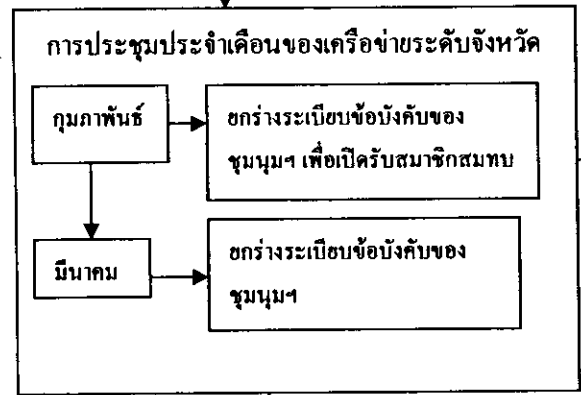 การประชุมประจำเดือนของเครือข่ายระดับจังหวัด
กุมภาพันธ์
ยกร่างระเบียบข้อบังคับของ
ชุมนุมฯ เพื่อเปิดรับสมาชิกสมทบ
มีนาคม
ยกร่างระเบียบข้อบังคับของ
ชุมนุมฯ